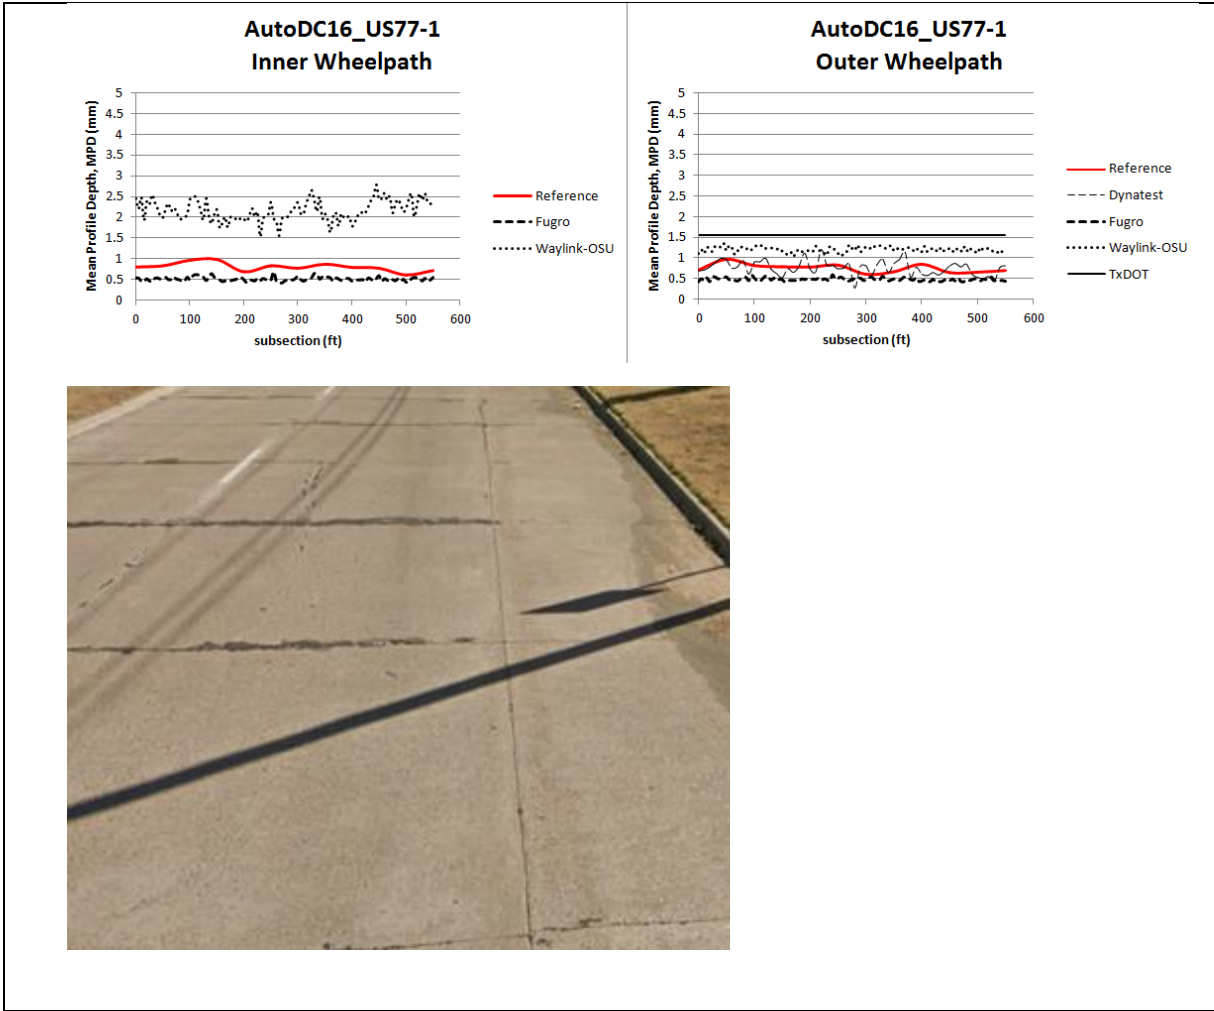 AutoDC16_US77-1
Inner Wheelpath
Mean Profile Depth, MPD (mm)
5
4.5
4
3.5
3
2.5
2
1.5
1
0.5
0
0 100 200 300 400 500 600
subsection (ft)
Reference
Fugro
Waylink-OSU
AutoDC16_US77-1
Outer Wheelpath
Mean Profile Depth, MPD (mm)
5
4.5
4
3.5
3
2.5
2
1.5
1
0.5
0
0 100 200 300 400 500 600
subsection (ft)
Reference
Dynatest
Fugro
Waylink-OSU
TxDOT